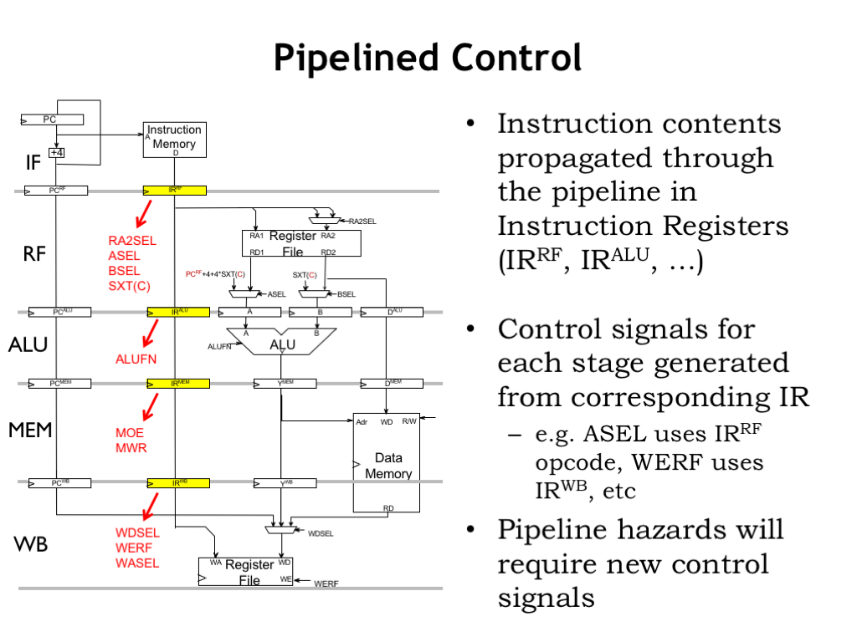 Pipelined Control
PC
+4
IF
Instruction
Memory
A
D
PC^RF
IR^RF
RF
RA2SEL
ASEL
BSEL
SXT(C)
RA2SEL
RA1 Register RA2
File
RD1 RD2
PC^RF+4+4*SXT(C)
SXT(C)
ASEL
BSEL
PC^ALU
IR^ALU
A
B
D^ALU
ALU
ALUFN
A
B
ALU
ALUFN
PC^MEM
IR^MEM
Y^MEM
D^MEM
MEM
MOE
MWR
Adr WD R/W
Data
Memory
RD
PC^WB
IR^WB
Y^WB
WB
WDSEL
WERF
WASEL
WDSEL
WA Register WD
File WE
WERF
• Instruction contents
propagated through
the pipeline in
Instruction Registers
(IR^RF, IR^ALU, …)
• Control signals for
each stage generated
from corresponding IR
– e.g. ASEL uses IR^RF
opcode, WERF uses
IR^WB, etc
• Pipeline hazards will
require new control
signals